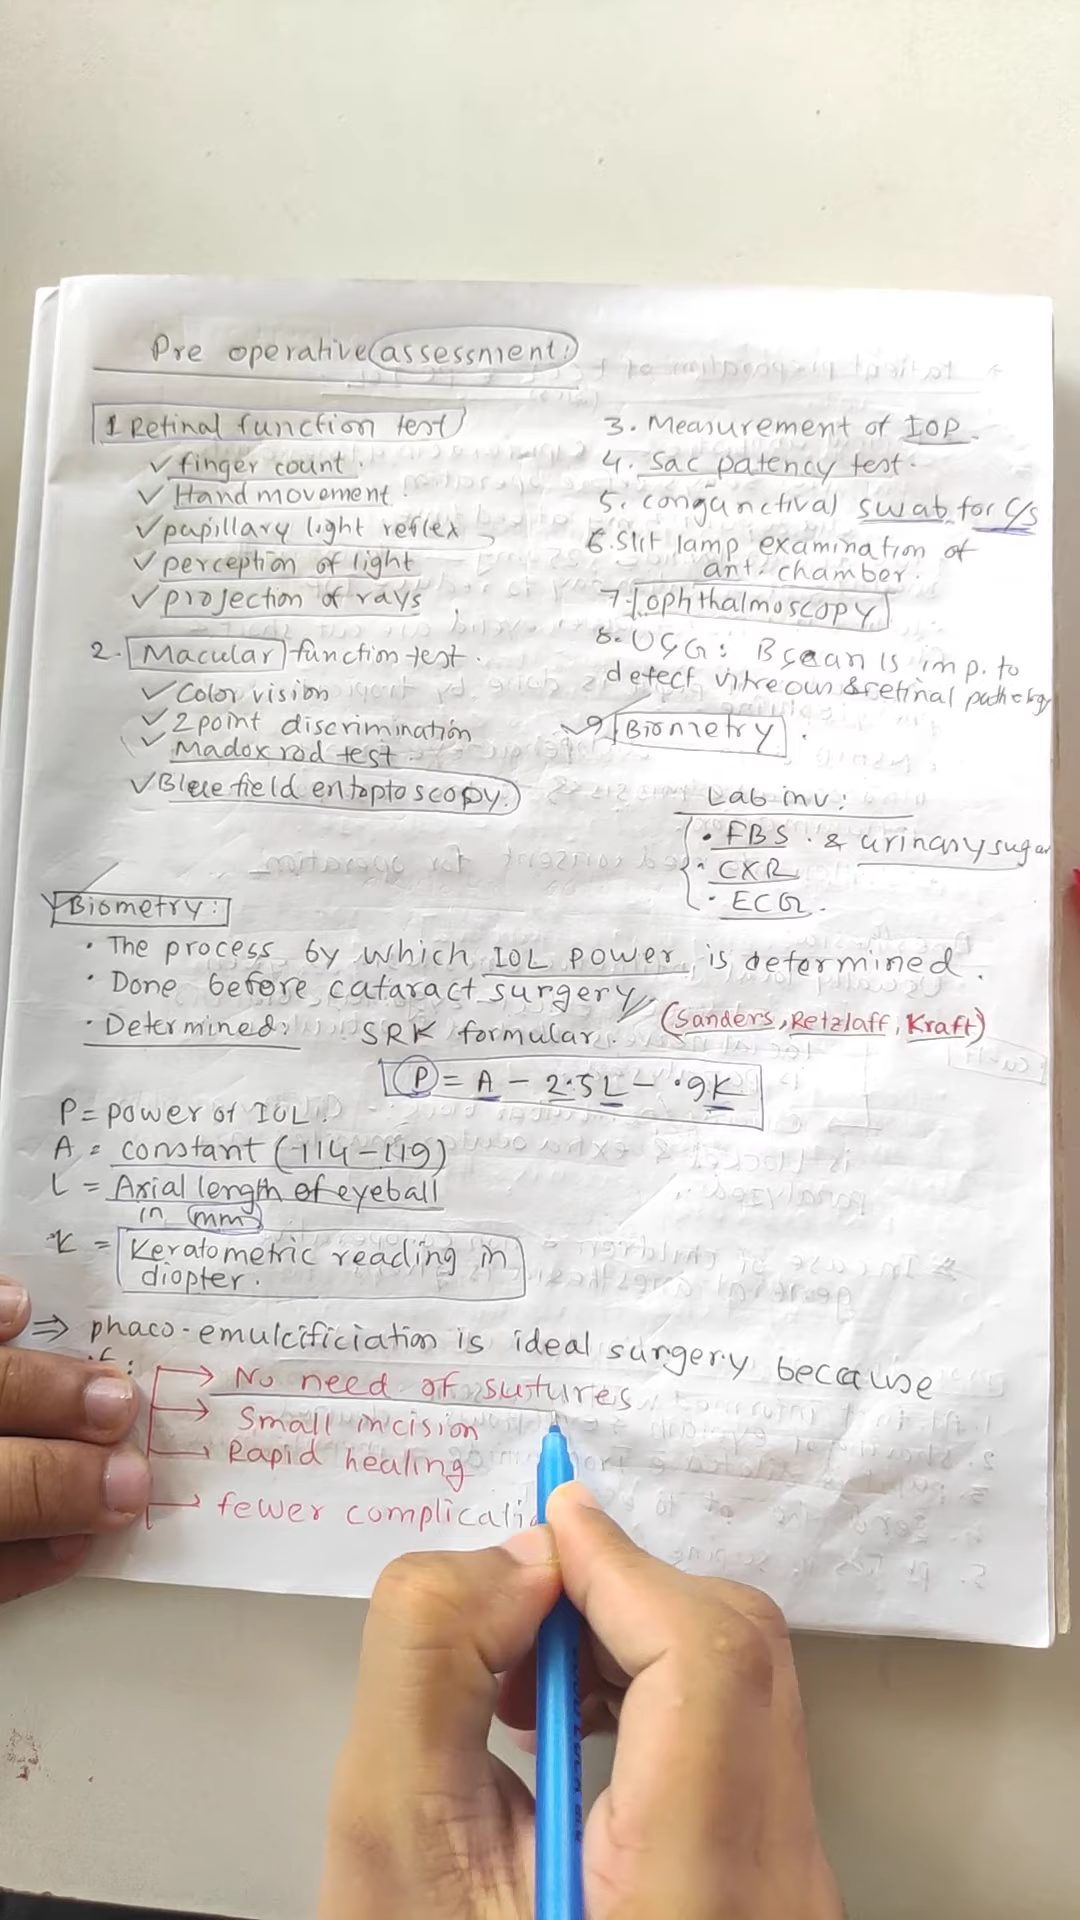 Pre operative assessment:
1. Retinal function test
✓ finger count.
✓ Hand movement.
✓ pupillary light reflex
✓ perception of light
✓ projection of rays
2. Macular function test.
✓ Color vision
✓ 2 point discrimination
✓ Madox rod test
✓ Blue field entoptoscopy.
3. Measurement of IOP.
4. Sac patency test.
5. congunctival swab for C/S
6. Slit lamp examination of
ant. chamber.
7. ophthalmoscopy
8. USG: B scan is imp. to
detect vitreous & retinal pathology
✓ 9. Biometry.
Lab inv:
• FBS. & urinary sugar
• CXR
• ECG.
Biometry:
• The process by which IOL power is determined.
• Done before cataract surgery
• Determined: SRK formular. (Sanders, Retzlaff, Kraft)
P = A - 2.5L - .9K
P = power of IOL.
A = constant (114-119)
L = Axial length of eyeball
in mm
K = Keratometric reading in
diopter.
⇒ phaco-emulcificiation is ideal surgery because
→ No need of sutures
→ Small incision
→ Rapid healing
→ fewer